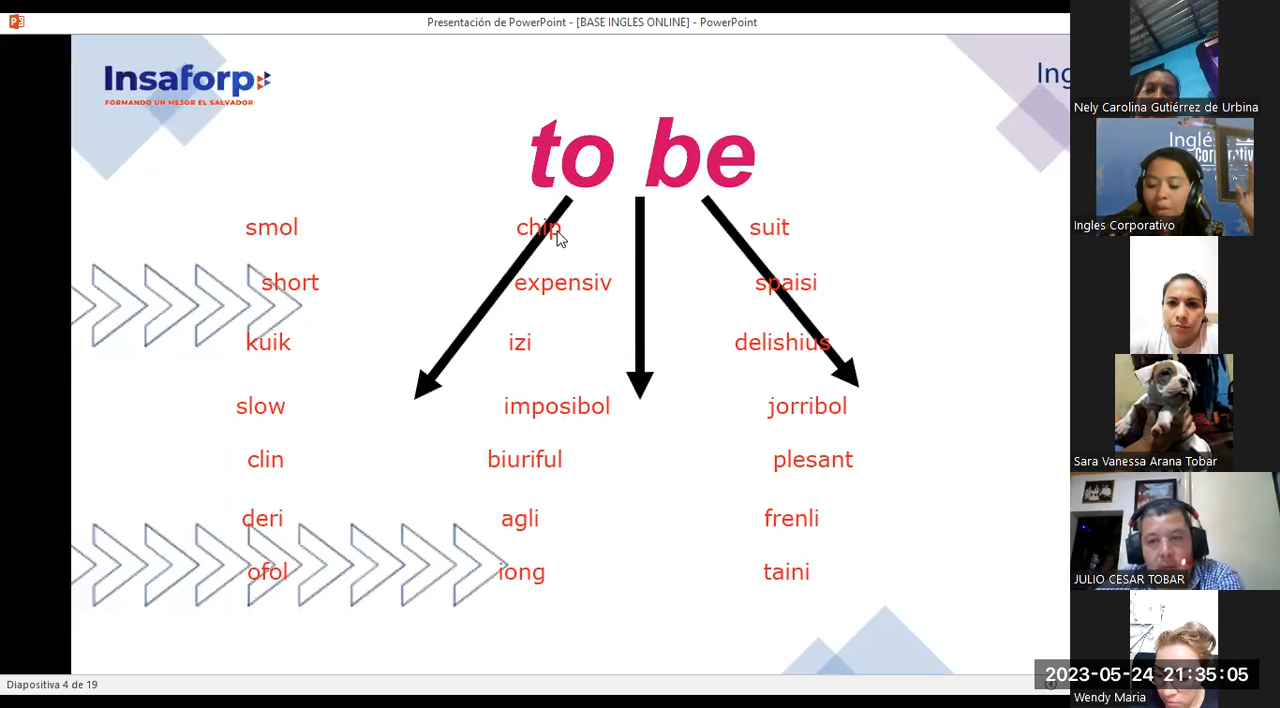 Presentación de PowerPoint - [BASE INGLES ONLINE] - PowerPoint
Insaforp
FORMANDO UN MEJOR EL SALVADOR
Ing
to be
smol chip suit
short expensiv spaisi
kuik izi delishius
slow imposibol jorribol
clin biuriful plesant
deri agli frenli
ofol iong taini
Diapositiva 4 de 19
Nely Carolina Gutiérrez de Urbina
Inglés
Corporativo
Ingles Corporativo
Sara Vanessa Arana Tobar
JULIO CESAR TOBAR
2023-05-24 21:35:05
Wendy Maria